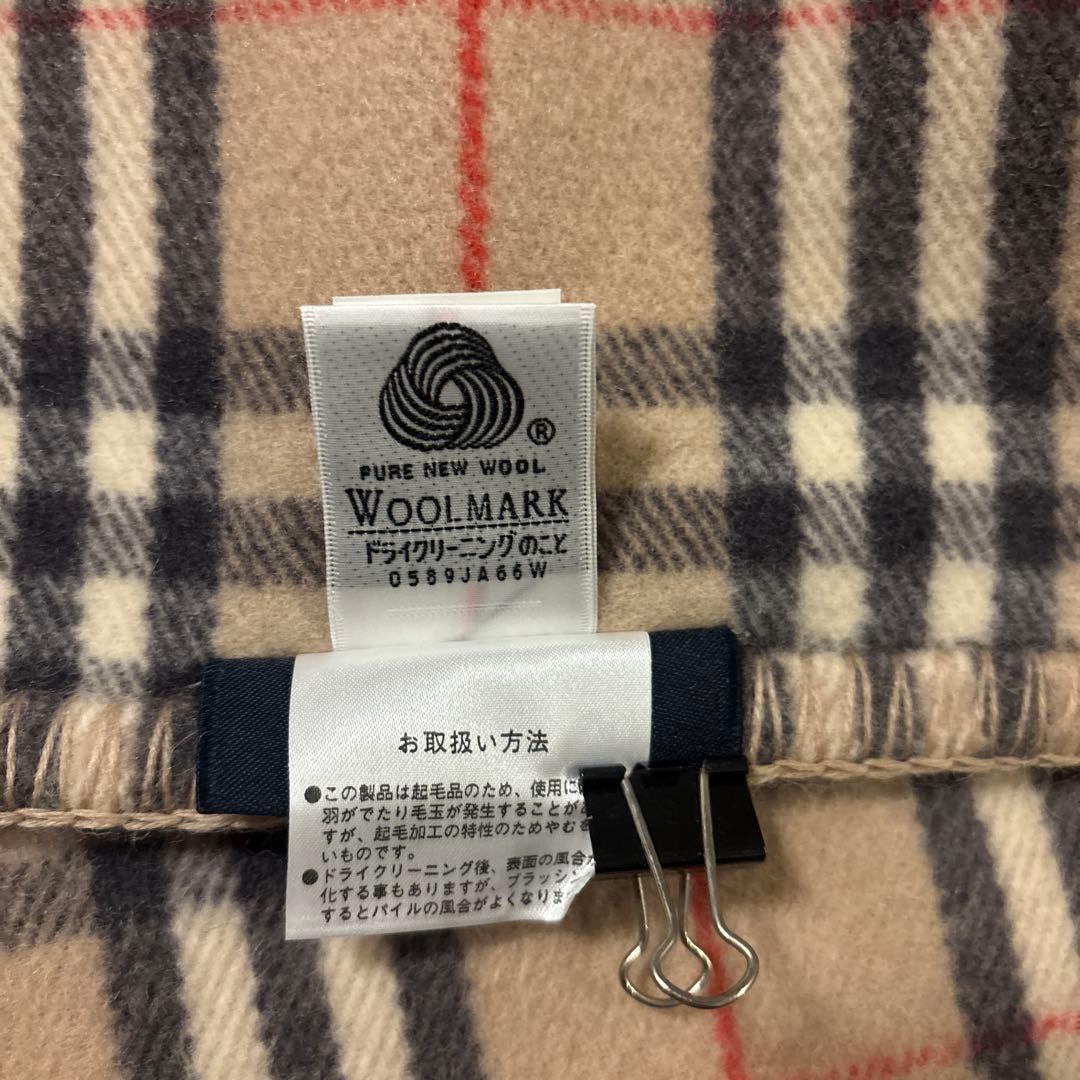 ®
PURE NEW WOOL
WOOLMARK
ドライクリーニングのこと
0589JA66W
お取扱い方法
●この製品は起毛品のため、使用に
羽がでたり毛玉が発生することが
すが、起毛加工の特性のためやむ
いものです。
●ドライクリーニング後、表面の風合
化する事もありますが、ブラッシン
するとパイルの風合がよくなりま